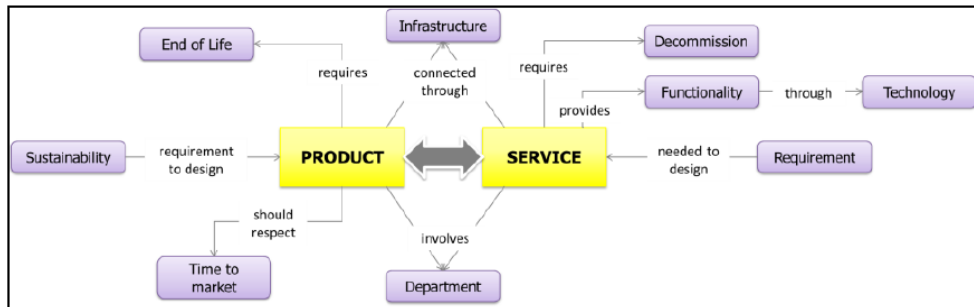 Infrastructure
End of Life
Decommission
requires
connected
through
requires
Functionality
through
Technology
provides
Sustainability
requirement
to design
PRODUCT
SERVICE
needed to
design
Requirement
should
respect
involves
Time to
market
Department